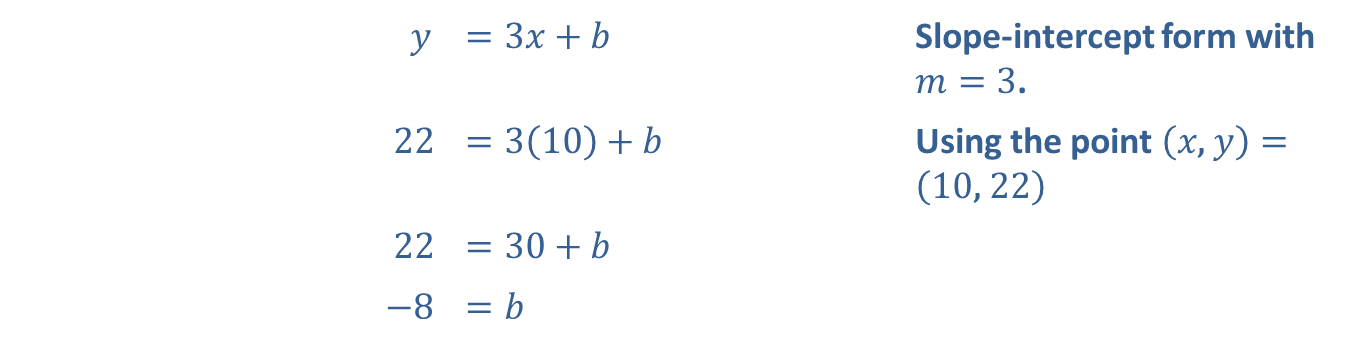 y = 3x + b
Slope-intercept form with
m = 3.
22 = 3(10) + b
Using the point (x, y) =
(10, 22)
22 = 30 + b
−8 = b